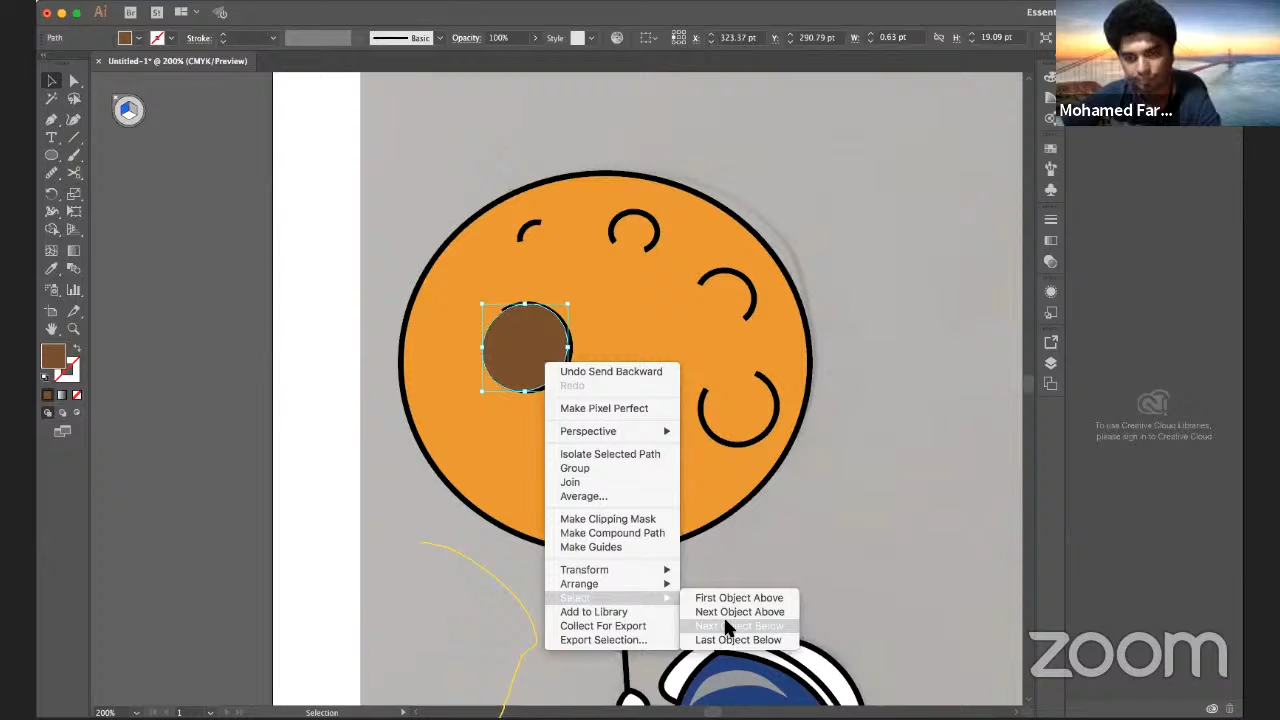 Ai Br St Essent
Path Stroke: Basic Opacity: 100% Style: X: 323.37 pt Y: 290.79 pt W: 0.63 pt H: 19.09 pt
× Untitled-1* @ 200% (CMYK/Preview)
Mohamed Far...
Undo Send Backward
Redo
Make Pixel Perfect
Perspective
Isolate Selected Path
Group
Join
Average...
Make Clipping Mask
Make Compound Path
Make Guides
Transform
Arrange
Select
Add to Library
Collect For Export
Export Selection...
First Object Above
Next Object Above
Next Object Below
Last Object Below
To use Creative Cloud Libraries,
please sign in to Creative Cloud
zoom
200% 1 Selection